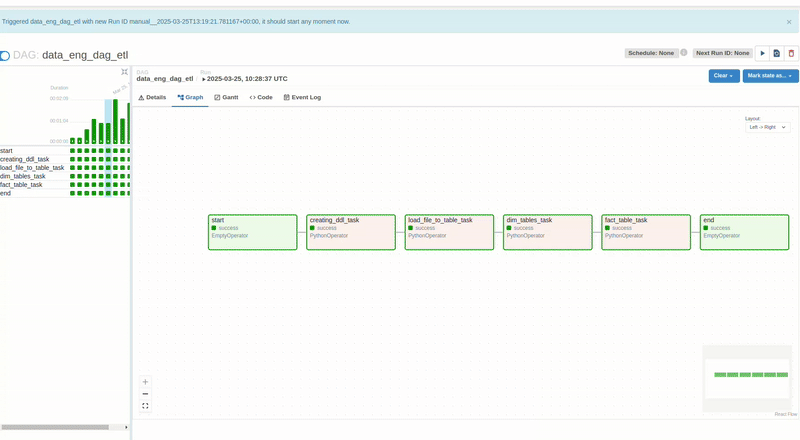 Triggered data_eng_dag_etl with new Run ID manual__2025-03-25T13:19:21.781167+00:00, it should start any moment now.
×
DAG: data_eng_dag_etl
Schedule: None
Next Run ID: None
DAG
data_eng_dag_etl
Run
2025-03-25, 10:28:37 UTC
Clear
Mark state as...
Duration
00:02:08
00:01:04
00:00:00
Details
Graph
Gantt
Code
Event Log
Layout:
Left -> Right
start
creating_ddl_task
load_file_to_table_task
dim_tables_task
fact_table_task
end
start
success
EmptyOperator
creating_ddl_task
success
PythonOperator
load_file_to_table_task
success
PythonOperator
dim_tables_task
success
PythonOperator
fact_table_task
success
PythonOperator
end
success
EmptyOperator
React Flow